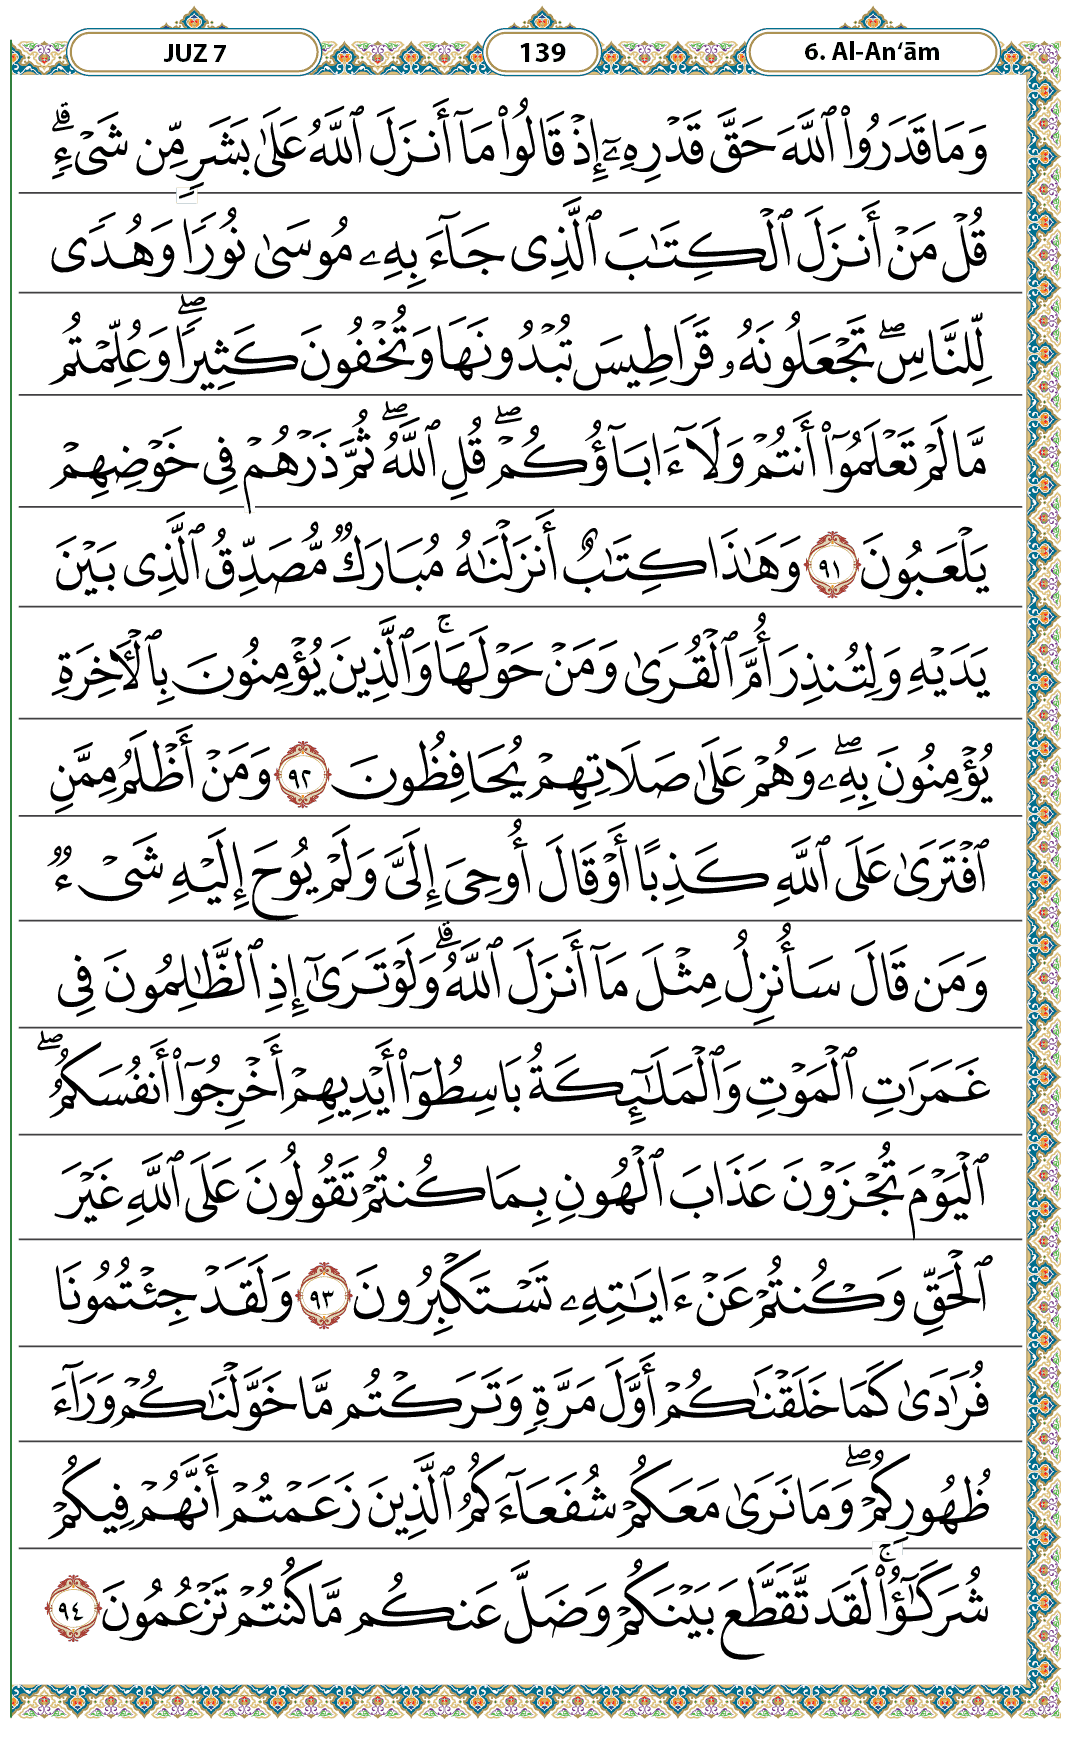 JUZ 7
139
6. Al-An‘ām
وَمَا قَدَرُوا۟ ٱللَّهَ حَقَّ قَدْرِهِۦٓ إِذْ قَالُوا۟ مَآ أَنزَلَ ٱللَّهُ عَلَىٰ بَشَرٍ مِّن شَىْءٍ ۗ
قُلْ مَنْ أَنزَلَ ٱلْكِتَٰبَ ٱلَّذِى جَآءَ بِهِۦ مُوسَىٰ نُورًا وَهُدًى
لِّلنَّاسِ ۖ تَجْعَلُونَهُۥ قَرَاطِيسَ تُبْدُونَهَا وَتُخْفُونَ كَثِيرًا ۖ وَعُلِّمْتُم
مَّا لَمْ تَعْلَمُوٓا۟ أَنتُمْ وَلَآ ءَابَآؤُكُمْ ۖ قُلِ ٱللَّهُ ۖ ثُمَّ ذَرْهُمْ فِى خَوْضِهِمْ
يَلْعَبُونَ ٩١ وَهَٰذَا كِتَٰبٌ أَنزَلْنَٰهُ مُبَارَكٌ مُّصَدِّقُ ٱلَّذِى بَيْنَ
يَدَيْهِ وَلِتُنذِرَ أُمَّ ٱلْقُرَىٰ وَمَنْ حَوْلَهَا ۚ وَٱلَّذِينَ يُؤْمِنُونَ بِٱلْـَٔاخِرَةِ
يُؤْمِنُونَ بِهِۦ ۖ وَهُمْ عَلَىٰ صَلَاتِهِمْ يُحَافِظُونَ ٩٢ وَمَنْ أَظْلَمُ مِمَّنِ
ٱفْتَرَىٰ عَلَى ٱللَّهِ كَذِبًا أَوْ قَالَ أُوحِىَ إِلَىَّ وَلَمْ يُوحَ إِلَيْهِ شَىْءٌ
وَمَن قَالَ سَأُنزِلُ مِثْلَ مَآ أَنزَلَ ٱللَّهُ ۗ وَلَوْ تَرَىٰٓ إِذِ ٱلظَّٰلِمُونَ فِى
غَمَرَٰتِ ٱلْمَوْتِ وَٱلْمَلَٰٓئِكَةُ بَاسِطُوٓا۟ أَيْدِيهِمْ أَخْرِجُوٓا۟ أَنفُسَكُمُ ۖ
ٱلْيَوْمَ تُجْزَوْنَ عَذَابَ ٱلْهُونِ بِمَا كُنتُمْ تَقُولُونَ عَلَى ٱللَّهِ غَيْرَ
ٱلْحَقِّ وَكُنتُمْ عَنْ ءَايَٰتِهِۦ تَسْتَكْبِرُونَ ٩٣ وَلَقَدْ جِئْتُمُونَا
فُرَٰدَىٰ كَمَا خَلَقْنَٰكُمْ أَوَّلَ مَرَّةٍ وَتَرَكْتُم مَّا خَوَّلْنَٰكُمْ وَرَآءَ
ظُهُورِكُمْ ۖ وَمَا نَرَىٰ مَعَكُمْ شُفَعَآءَكُمُ ٱلَّذِينَ زَعَمْتُمْ أَنَّهُمْ فِيكُمْ
شُرَكَٰٓؤُا۟ ۚ لَقَد تَّقَطَّعَ بَيْنَكُمْ وَضَلَّ عَنكُم مَّا كُنتُمْ تَزْعُمُونَ ٩٤